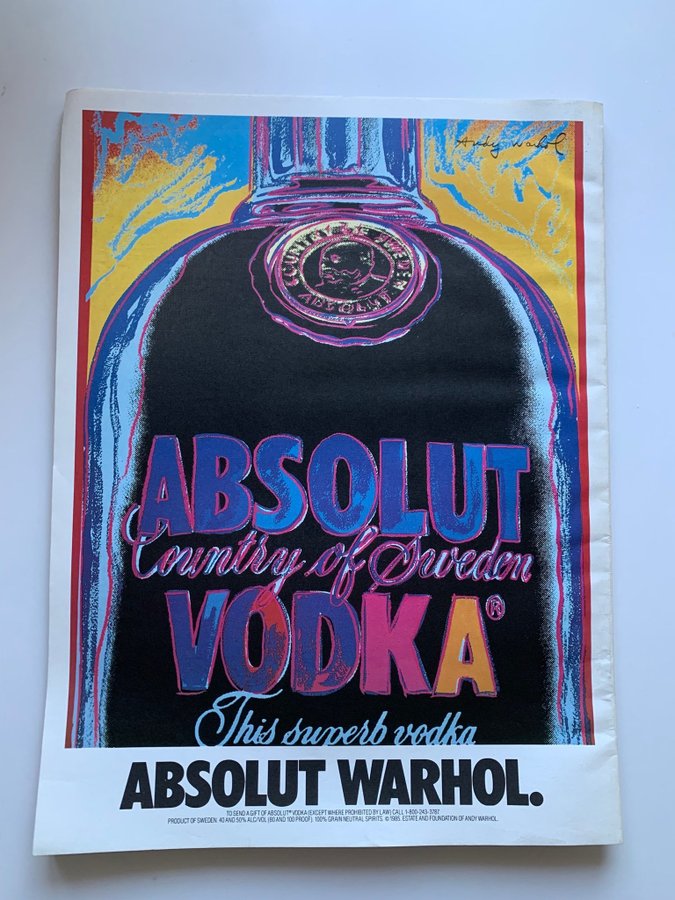 Andy Warhol
COUNTRY OF SWEDEN
ABSOLUT
ABSOLUT
Country of Sweden
VODKA®
This superb vodka
ABSOLUT WARHOL.
TO SEND A GIFT OF ABSOLUT® VODKA (EXCEPT WHERE PROHIBITED BY LAW) CALL 1-800-243-3787
PRODUCT OF SWEDEN. 40 AND 50% ALC/VOL (80 AND 100 PROOF). 100% GRAIN NEUTRAL SPIRITS. © 1985. ESTATE AND FOUNDATION OF ANDY WARHOL.